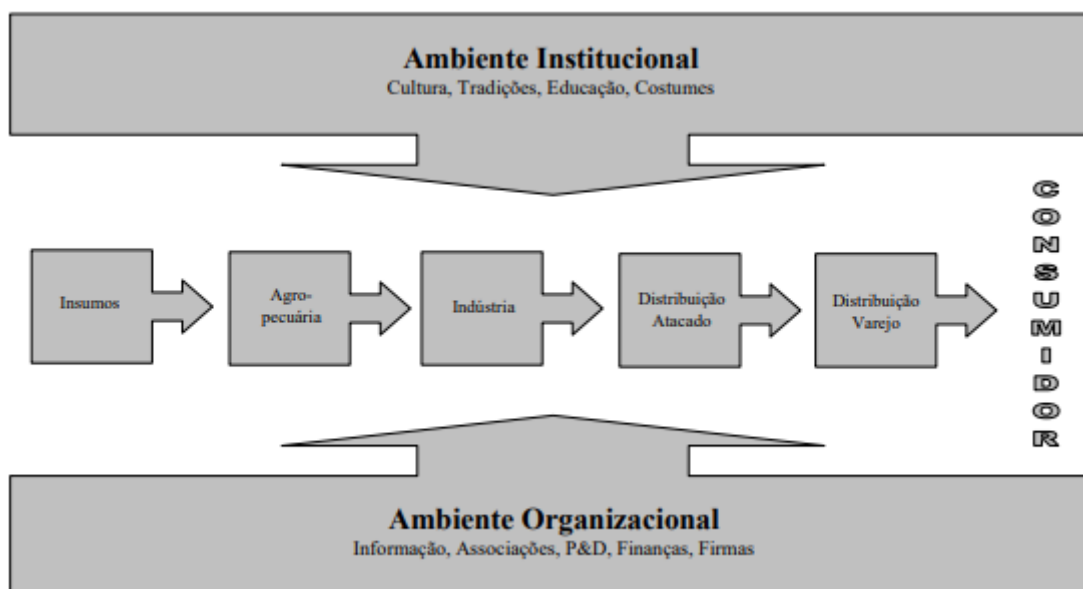 Ambiente Institucional
Cultura, Tradições, Educação, Costumes
Insumos
Agro-
pecuária
Indústria
Distribuição
Atacado
Distribuição
Varejo
CONSUMIDOR
Ambiente Organizacional
Informação, Associações, P&D, Finanças, Firmas